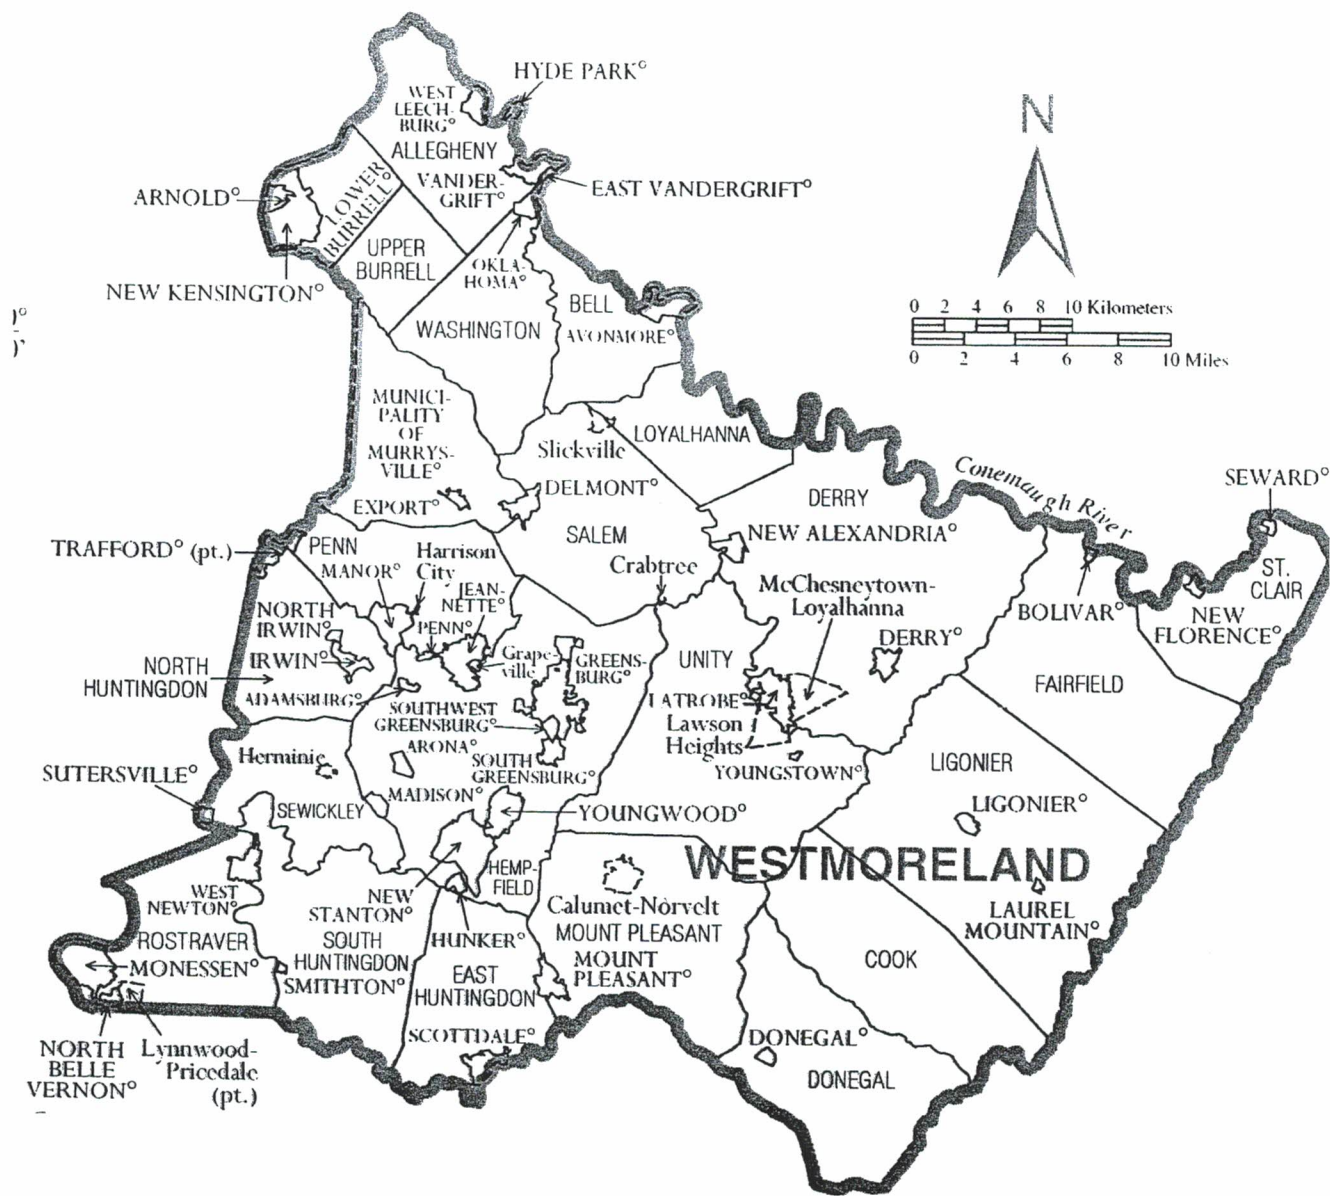 HYDE PARK°
N
WEST
LEECH-
BURG°
ALLEGHENY
VANDER-
GRIFT°
EAST VANDERGRIFT°
ARNOLD°
LOWER
BURRELL°
UPPER
BURRELL
OKLA-
HOMA°
NEW KENSINGTON°
BELL
WASHINGTON
AVONMORE°
0 2 4 6 8 10 Kilometers
0 2 4 6 8 10 Miles
)°
)°
MUNICI-
PALITY
OF
MURRYS-
VILLE°
Slickville
LOYALHANNA
Conemaugh River
SEWARD°
EXPORT°
DELMONT°
DERRY
SALEM
NEW ALEXANDRIA°
TRAFFORD° (pt.)
PENN
MANOR°
Harrison
City
Crabtree
McChesneytown-
Loyalhanna
ST.
CLAIR
BOLIVAR°
NEW
FLORENCE°
JEAN-
NETTE°
PENN°
NORTH
IRWIN°
IRWIN°
Grape-
ville
GREENS-
BURG°
UNITY
DERRY°
FAIRFIELD
NORTH
HUNTINGDON
ADAMSBURG°
SOUTHWEST
GREENSBURG°
LATROBE°
Lawson
Heights
ARONA°
SOUTH
GREENSBURG°
YOUNGSTOWN°
Herminie
SUTERSVILLE°
MADISON°
LIGONIER
LIGONIER°
SEWICKLEY
YOUNGWOOD°
WESTMORELAND
HEMP-
FIELD
WEST
NEWTON°
NEW
STANTON°
Calumet-Norvelt
LAUREL
MOUNTAIN°
ROSTRAVER
SOUTH
HUNTINGDON
HUNKER°
MOUNT PLEASANT
MOUNT
PLEASANT°
COOK
MONESSEN°
SMITHTON°
EAST
HUNTINGDON
SCOTTDALE°
DONEGAL°
DONEGAL
NORTH
BELLE
VERNON°
Lynnwood-
Pricedale
(pt.)